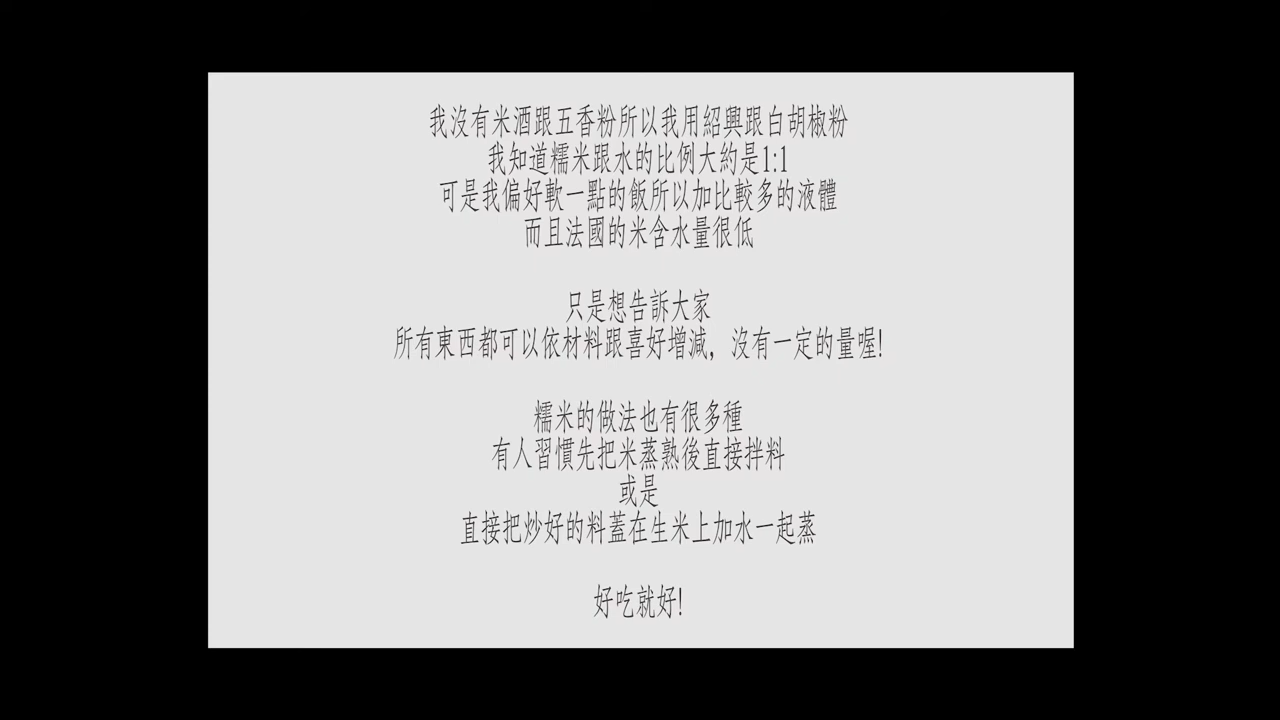 我沒有米酒跟五香粉所以我用紹興跟白胡椒粉
我知道糯米跟水的比例大約是1:1
可是我偏好軟一點的飯所以加比較多的液體
而且法國的米含水量很低
只是想告訴大家
所有東西都可以依材料跟喜好增減，沒有一定的量喔!
糯米的做法也有很多種
有人習慣先把米蒸熟後直接拌料
或是
直接把炒好的料蓋在生米上加水一起蒸
好吃就好!